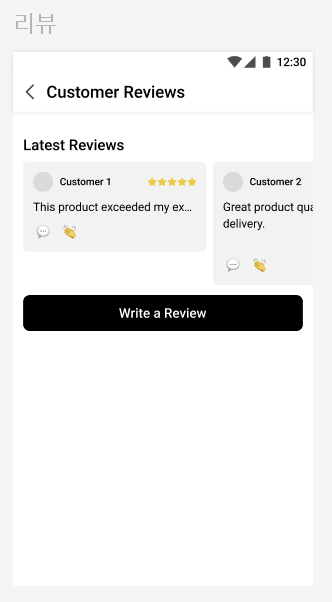 리뷰
12:30
Customer Reviews
Latest Reviews
Customer 1
This product exceeded my ex...
Customer 2
Great product
delivery.
Write a Review